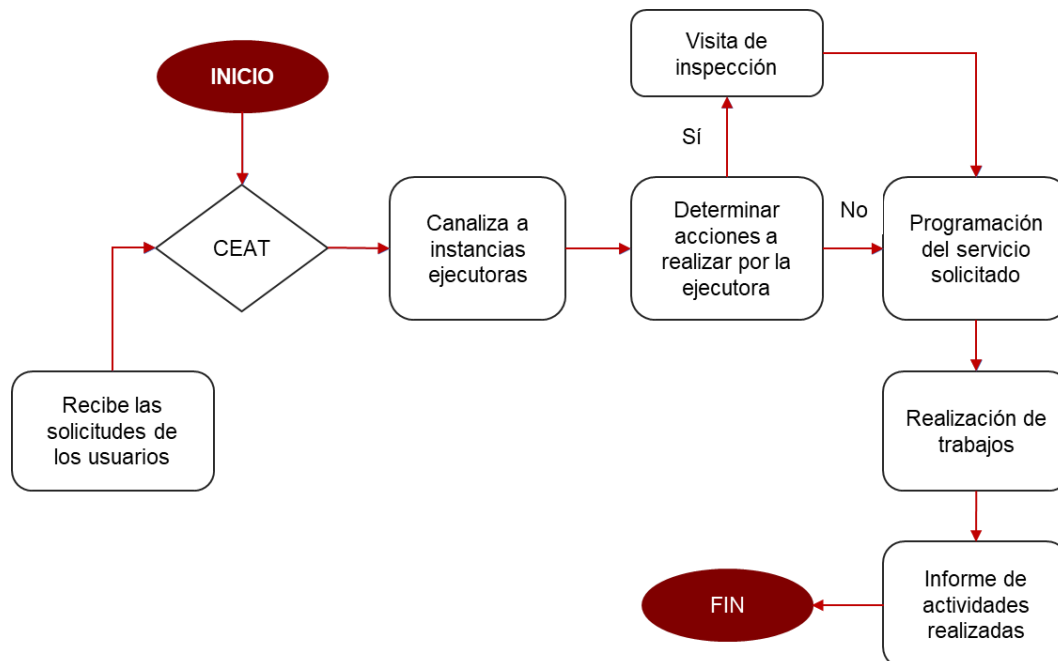 INICIO
Visita de
inspección
Sí
CEAT
Canaliza a
instancias
ejecutoras
Determinar
acciones a
realizar por la
ejecutora
No
Programación
del servicio
solicitado
Recibe las
solicitudes de
los usuarios
Realización de
trabajos
Informe de
actividades
realizadas
FIN